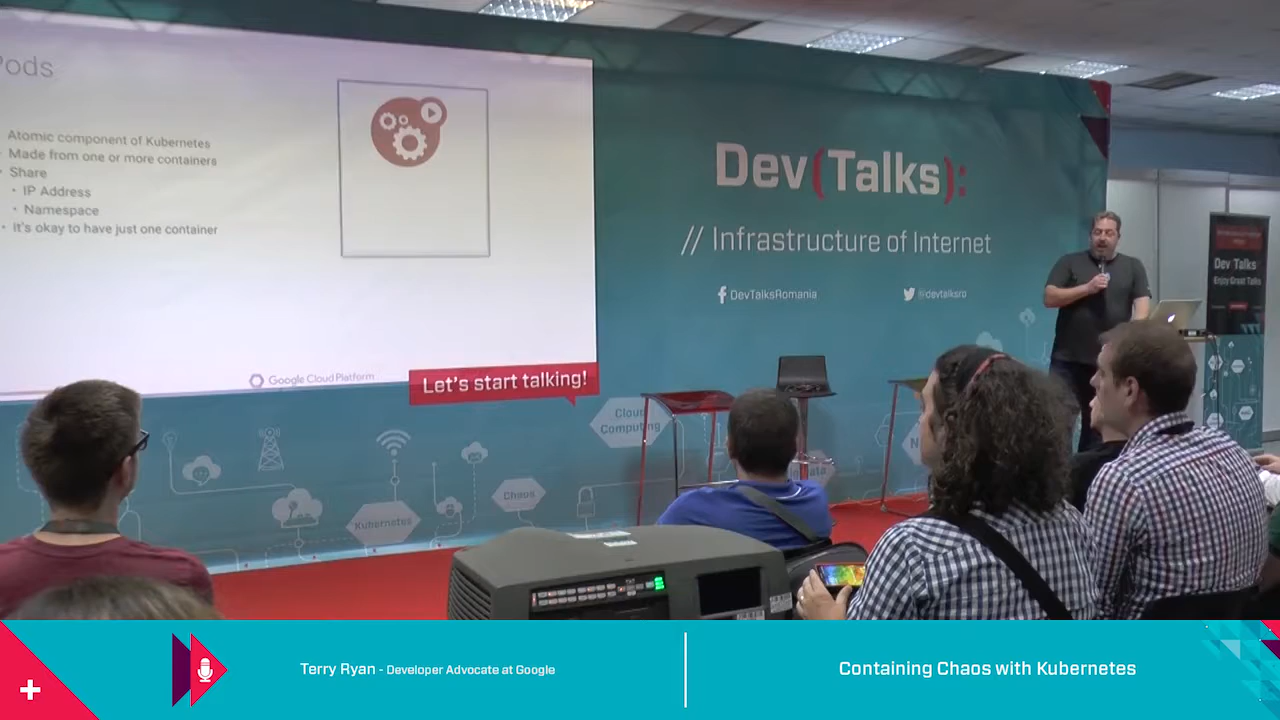 Pods
Atomic component of Kubernetes
Made from one or more containers
Share
IP Address
Namespace
It's okay to have just one container
Google Cloud Platform
Let's start talking!
Dev(Talks):
// Infrastructure of Internet
DevTalksRomania
@devtalksro
Dev Talks
Enjoy Great Talks
Cloud
Computing
Chaos
Kubernetes
Terry Ryan - Developer Advocate at Google
Containing Chaos with Kubernetes